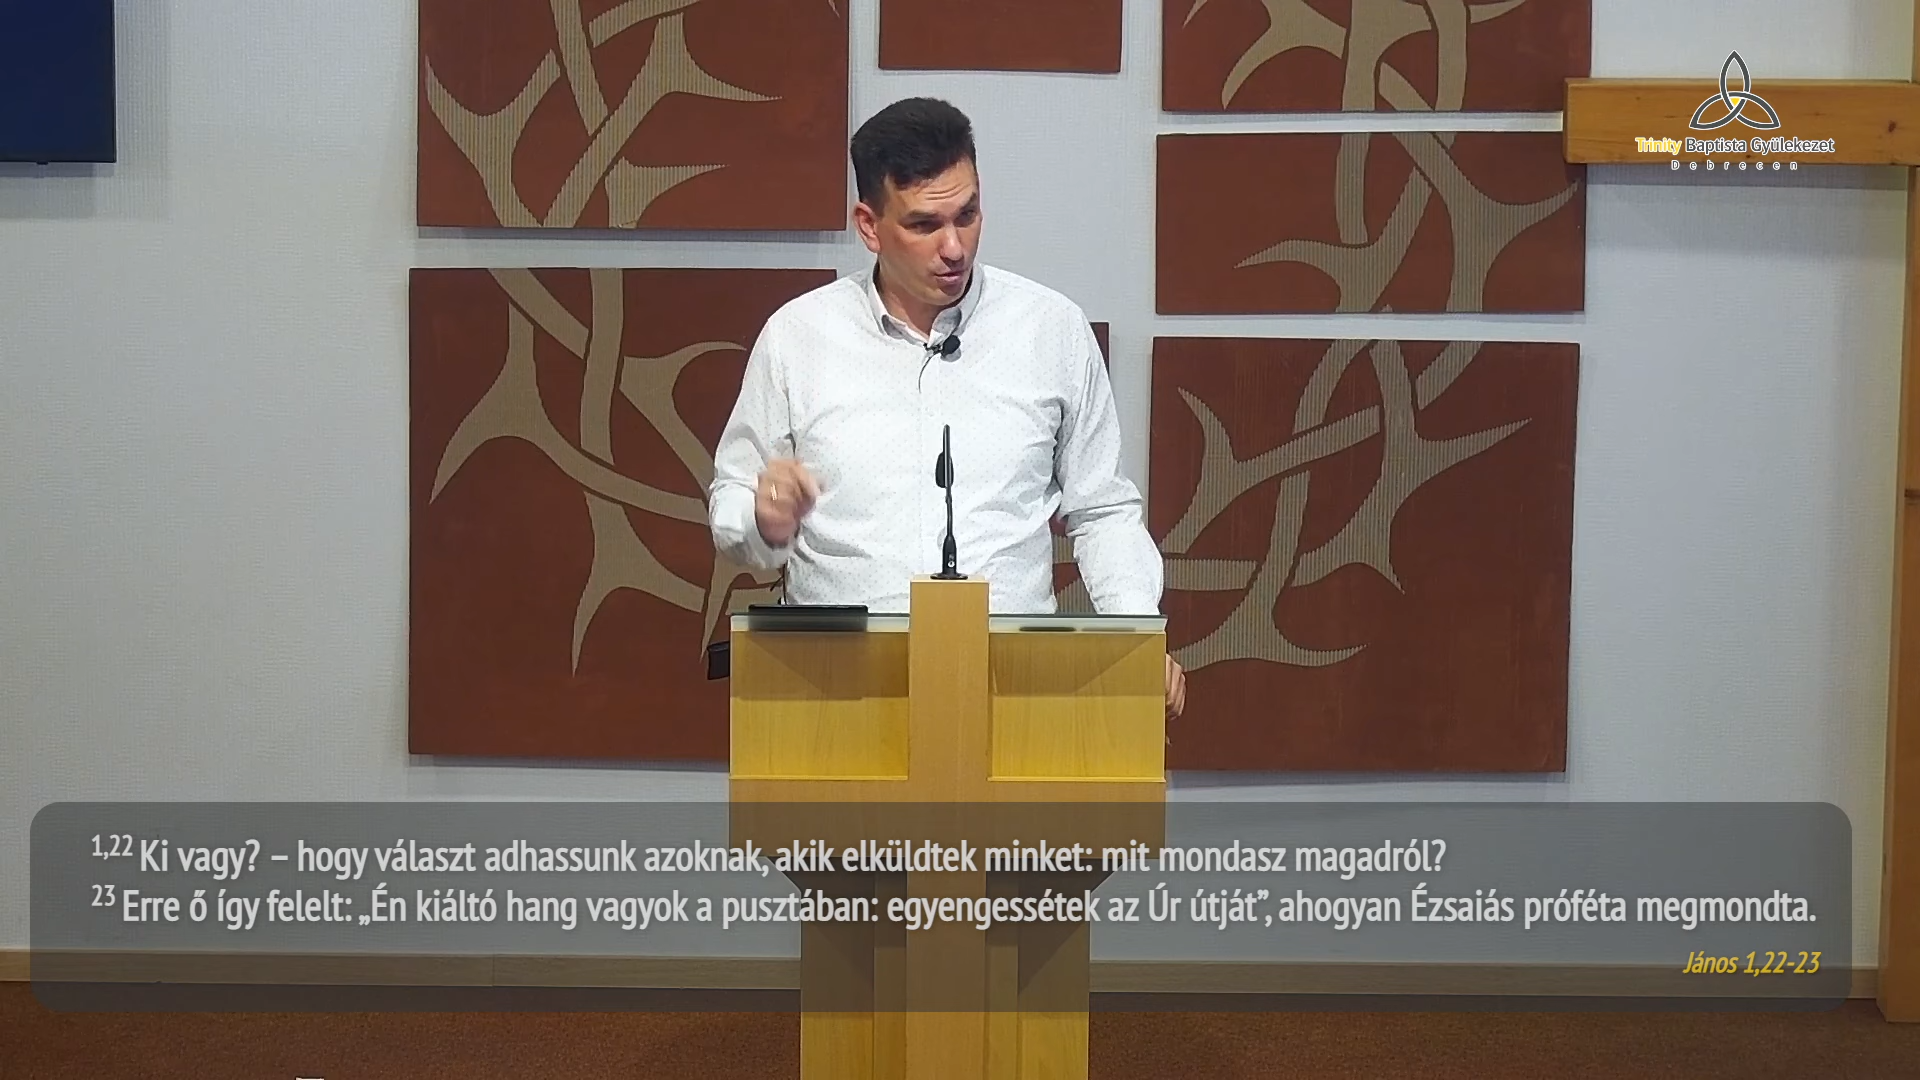 Trinity Baptista Gyülekezet
Debrecen
1,22 Ki vagy? – hogy választ adhassunk azoknak, akik elküldtek minket: mit mondasz magadról?
23 Erre ő így felelt: „Én kiáltó hang vagyok a pusztában: egyengessétek az Úr útját”, ahogyan Ézsaiás próféta megmondta.
János 1,22-23